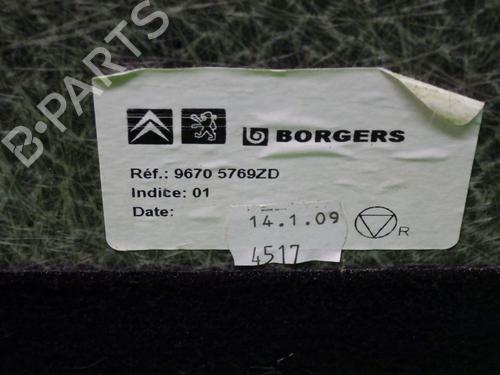 B-PARTS
BORGERS
Réf.: 9670 5769ZD
Indice: 01
Date:
14.1.09
4517
R